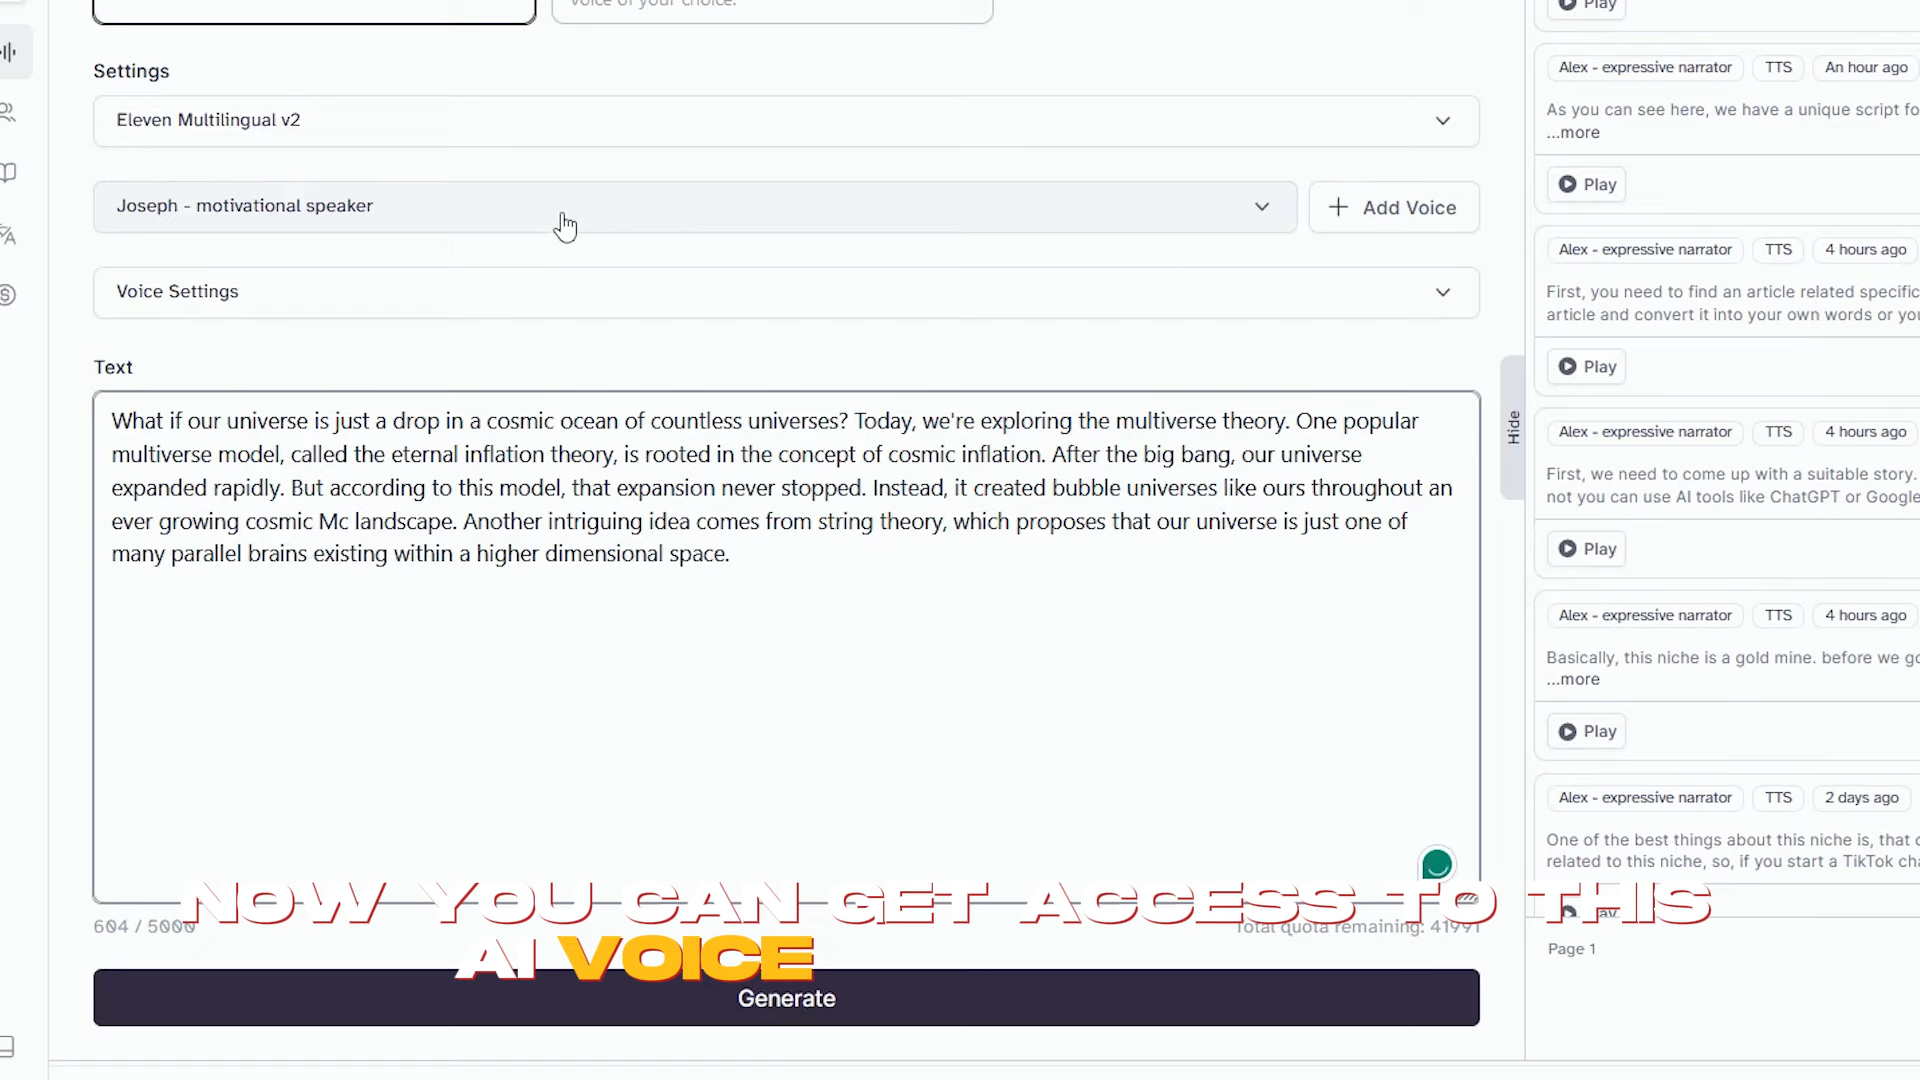 voice of your choice.
Settings
Eleven Multilingual v2
Joseph - motivational speaker
Add Voice
Voice Settings
Text
What if our universe is just a drop in a cosmic ocean of countless universes? Today, we're exploring the multiverse theory. One popular
multiverse model, called the eternal inflation theory, is rooted in the concept of cosmic inflation. After the big bang, our universe
expanded rapidly. But according to this model, that expansion never stopped. Instead, it created bubble universes like ours throughout an
ever growing cosmic Mc landscape. Another intriguing idea comes from string theory, which proposes that our universe is just one of
many parallel brains existing within a higher dimensional space.
604 / 5000
Total quota remaining: 41991
NOW YOU CAN GET ACCESS TO THIS
AI VOICE
Generate
Hide
Play
Alex - expressive narrator TTS An hour ago
As you can see here, we have a unique script fo
...more
Play
Alex - expressive narrator TTS 4 hours ago
First, you need to find an article related specific
article and convert it into your own words or you
Play
Alex - expressive narrator TTS 4 hours ago
First, we need to come up with a suitable story.
not you can use AI tools like ChatGPT or Google
Play
Alex - expressive narrator TTS 4 hours ago
Basically, this niche is a gold mine. before we go
...more
Play
Alex - expressive narrator TTS 2 days ago
One of the best things about this niche is, that c
related to this niche, so, if you start a TikTok cha
Play
Page 1